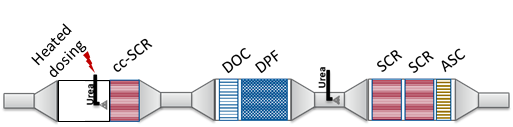 Heated
dosing
Urea
cc-SCR
DOC
DPF
Urea
SCR
SCR
ASC